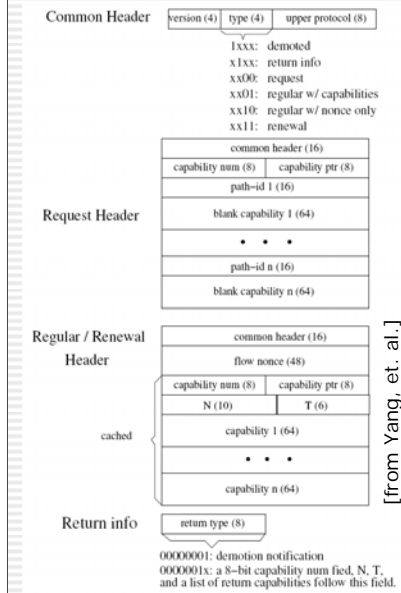 Common Header
version (4) type (4) upper protocol (8)
1xxx: demoted
x1xx: return info
xx00: request
xx01: regular w/ capabilities
xx10: regular w/ nonce only
xx11: renewal
Request Header
common header (16)
capability num (8) capability ptr (8)
path-id 1 (16)
blank capability 1 (64)
• • •
path-id n (16)
blank capability n (64)
Regular / Renewal
Header
common header (16)
flow nonce (48)
capability num (8) capability ptr (8)
N (10) T (6)
cached
capability 1 (64)
• • •
capability n (64)
Return info
return type (8)
00000001: demotion notification
0000001x: a 8-bit capability num fied, N, T,
and a list of return capabilities follow this field.
[from Yang, et. al.]